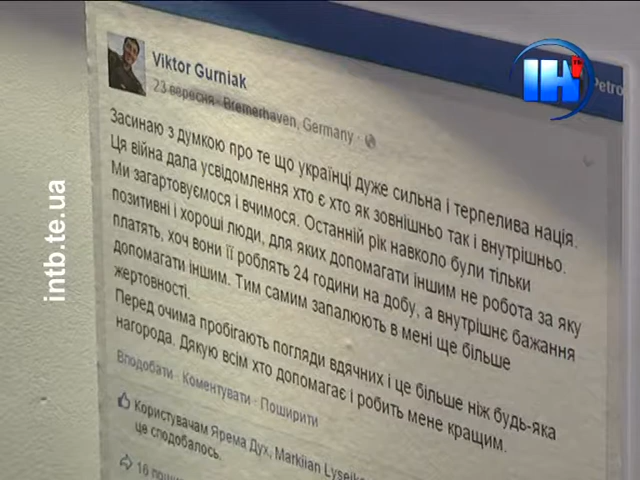 Viktor Gurniak
23 вересня · Bremerhaven, Germany ·
Засинаю з думкою про те що українці дуже сильна і терпелива нація.
Ця війна дала усвідомлення хто є хто як зовнішньо так і внутрішньо.
Ми загартовуємося і вчимося. Останній рік навколо були тільки
позитивні і хороші люди, для яких допомагати іншим не робота за яку
платять, хоч вони її роблять 24 години на добу, а внутрішнє бажання
допомагати іншим. Тим самим запалюють в мені ще більше
жертовності.
Перед очима пробігають погляди вдячних і це більше ніж будь-яка
нагорода. Дякую всім хто допомагає і робить мене кращим.
Вподобати · Коментувати · Поширити
Користувачам Ярема Дух, Markiian Lyseiko
це сподобалось.
16
ІНТБ
Petro
intb.te.ua